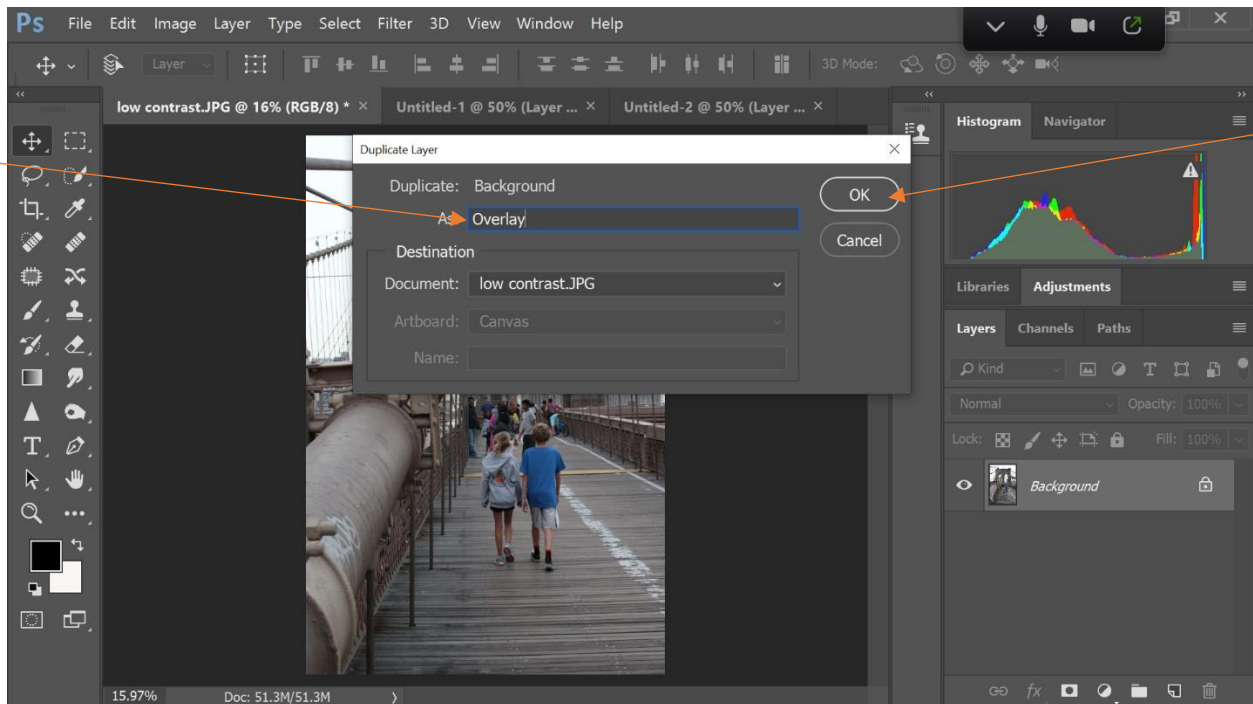 Ps File Edit Image Layer Type Select Filter 3D View Window Help
Layer 3D Mode:
low contrast.JPG @ 16% (RGB/8) * × Untitled-1 @ 50% (Layer ... × Untitled-2 @ 50% (Layer ... ×
Duplicate Layer
Duplicate: Background
As: Overlay
OK
Cancel
Destination
Document: low contrast.JPG
Artboard: Canvas
Name:
Histogram Navigator
Libraries Adjustments
Layers Channels Paths
Kind
Normal Opacity: 100%
Lock: Fill: 100%
Background
15.97% Doc: 51.3M/51.3M
fx